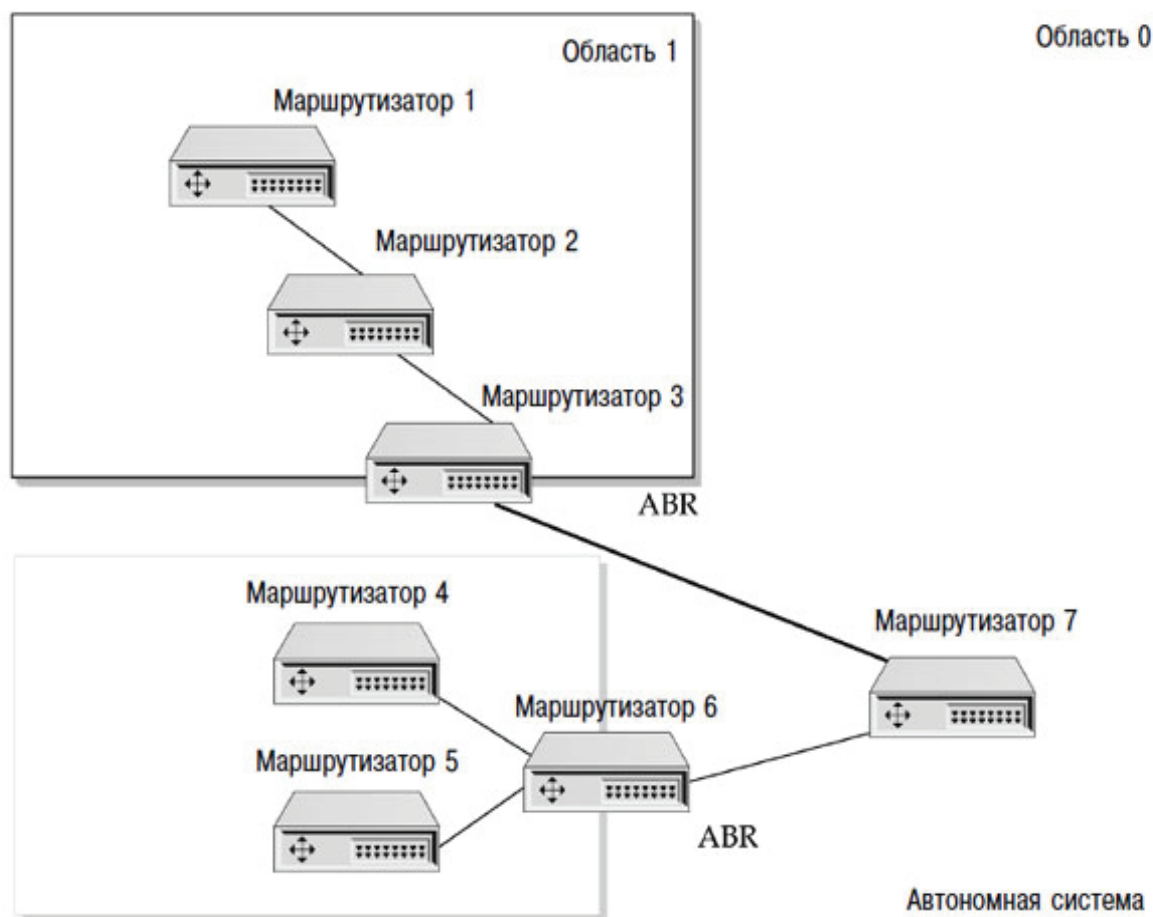 Область 1
Область 0
Маршрутизатор 1
Маршрутизатор 2
Маршрутизатор 3
ABR
Маршрутизатор 4
Маршрутизатор 7
Маршрутизатор 6
Маршрутизатор 5
ABR
Автономная система